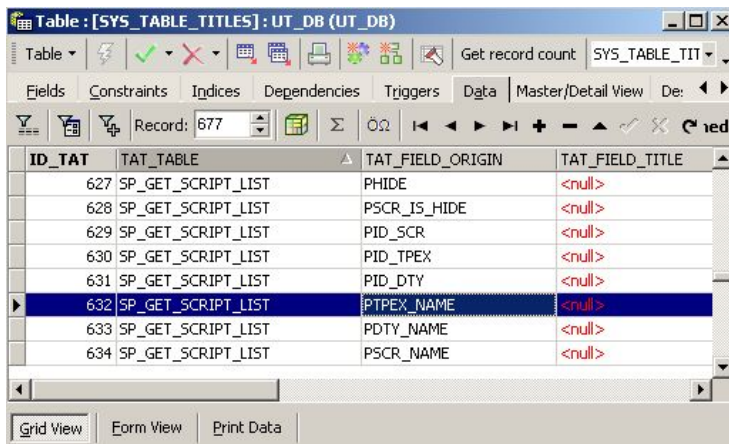 Table : [SYS_TABLE_TITLES] : UT_DB (UT_DB)
Table Get record count SYS_TABLE_TIT
Fields Constraints Indices Dependencies Triggers Data Master/Detail View De:
Record: 677 Σ ÖΩ ned
ID_TAT TAT_TABLE TAT_FIELD_ORIGIN TAT_FIELD_TITLE
627 SP_GET_SCRIPT_LIST PHIDE <null>
628 SP_GET_SCRIPT_LIST PSCR_IS_HIDE <null>
629 SP_GET_SCRIPT_LIST PID_SCR <null>
630 SP_GET_SCRIPT_LIST PID_TPEX <null>
631 SP_GET_SCRIPT_LIST PID_DTY <null>
632 SP_GET_SCRIPT_LIST PTPEX_NAME <null>
633 SP_GET_SCRIPT_LIST PDTY_NAME <null>
634 SP_GET_SCRIPT_LIST PSCR_NAME <null>
Grid View Form View Print Data